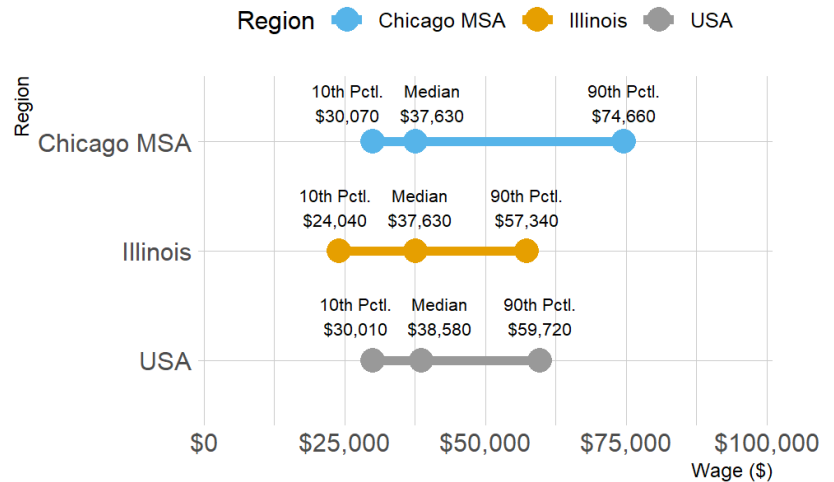 Region Chicago MSA Illinois USA
Region
10th Pctl. Median 90th Pctl.
$30,070 $37,630 $74,660
Chicago MSA
10th Pctl. Median 90th Pctl.
$24,040 $37,630 $57,340
Illinois
10th Pctl. Median 90th Pctl.
$30,010 $38,580 $59,720
USA
$0 $25,000 $50,000 $75,000 $100,000
Wage ($)